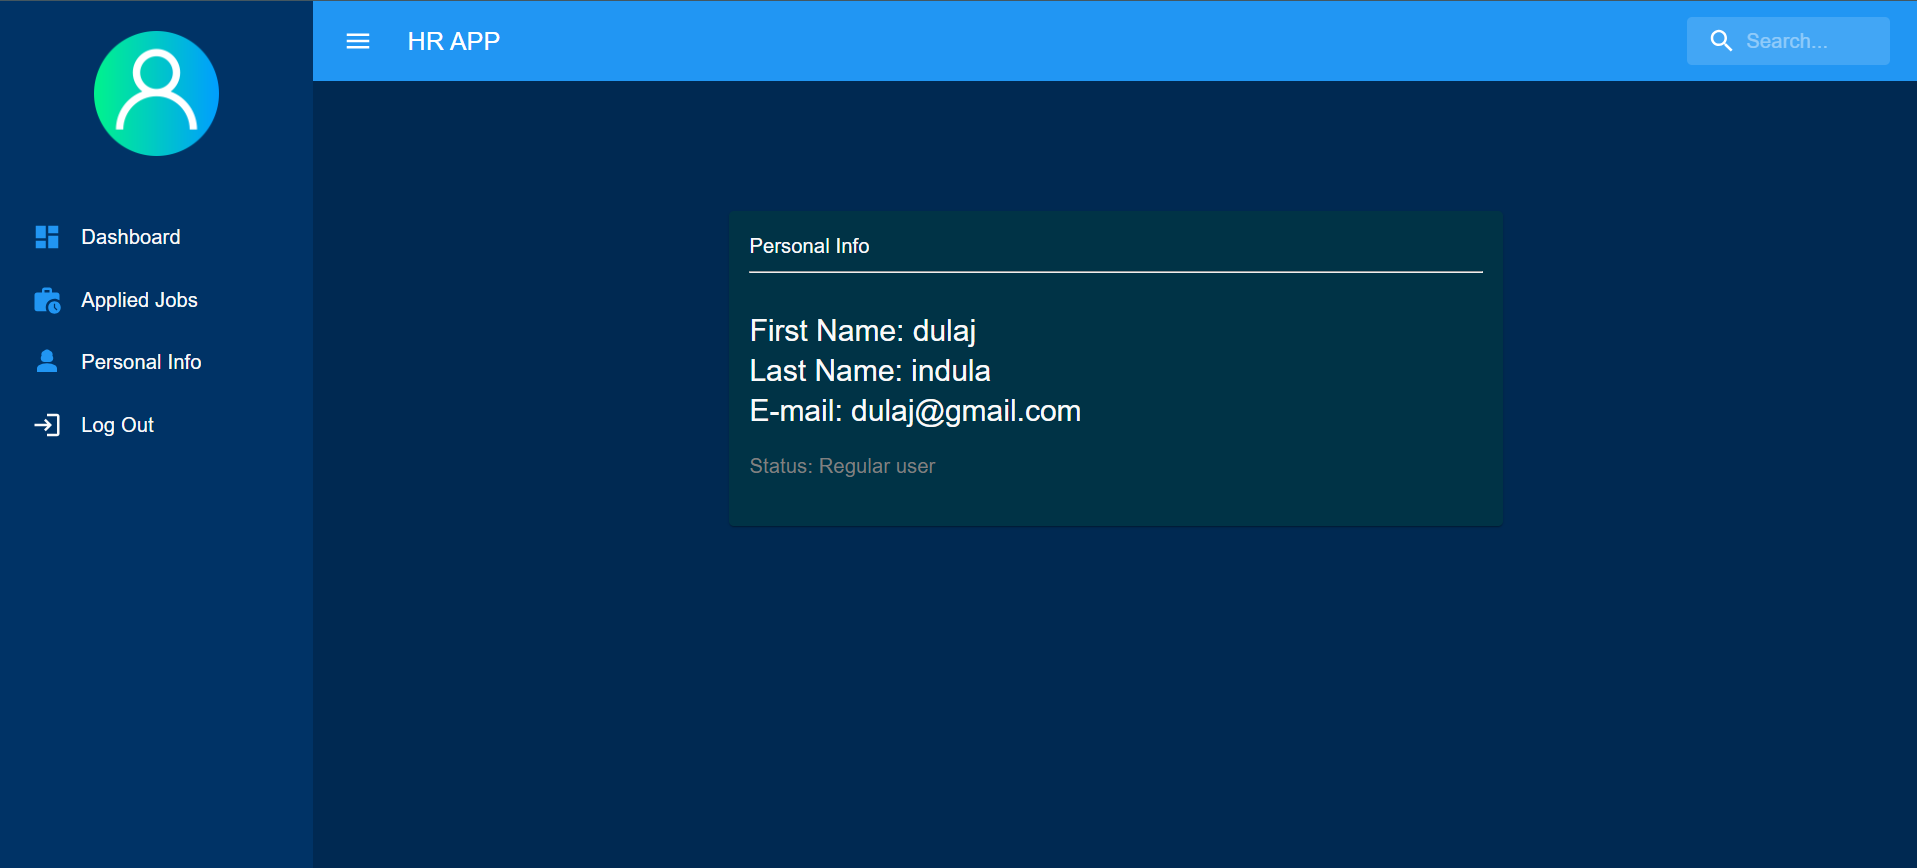 HR APP
Search...
Dashboard
Applied Jobs
Personal Info
Log Out
Personal Info
First Name: dulaj
Last Name: indula
E-mail: dulaj@gmail.com
Status: Regular user